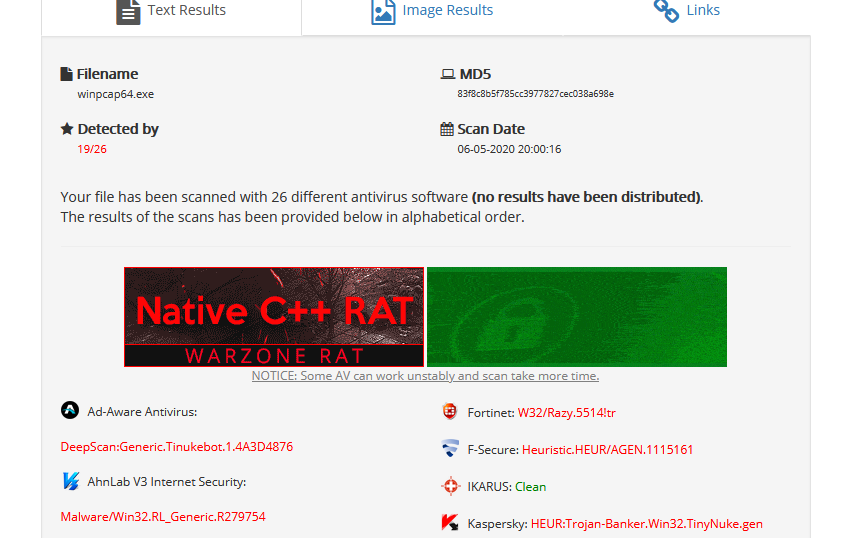 Text Results
Image Results
Links
Filename
winpcap64.exe
MD5
83f8c8b5f785cc3977827cec038a698e
Detected by
19/26
Scan Date
06-05-2020 20:00:16
Your file has been scanned with 26 different antivirus software (no results have been distributed).
The results of the scans has been provided below in alphabetical order.
Native C++ RAT
WARZONE RAT
NOTICE: Some AV can work unstably and scan take more time.
Ad-Aware Antivirus:
DeepScan:Generic.Tinukebot.1.4A3D4876
AhnLab V3 Internet Security:
Malware/Win32.RL_Generic.R279754
Fortinet: W32/Razy.5514!tr
F-Secure: Heuristic.HEUR/AGEN.1115161
IKARUS: Clean
Kaspersky: HEUR:Trojan-Banker.Win32.TinyNuke.gen